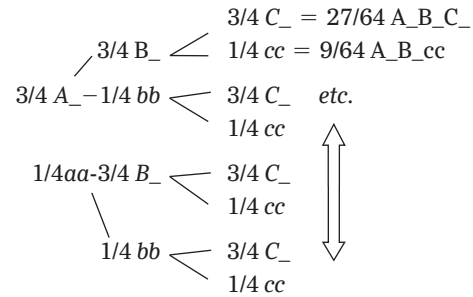 3/4 C_ = 27/64 A_B_C_
3/4 B_
1/4 cc = 9/64 A_B_cc
3/4 A_−1/4 bb
3/4 C_ etc.
1/4 cc
1/4aa-3/4 B_
3/4 C_
1/4 cc
1/4 bb
3/4 C_
1/4 cc